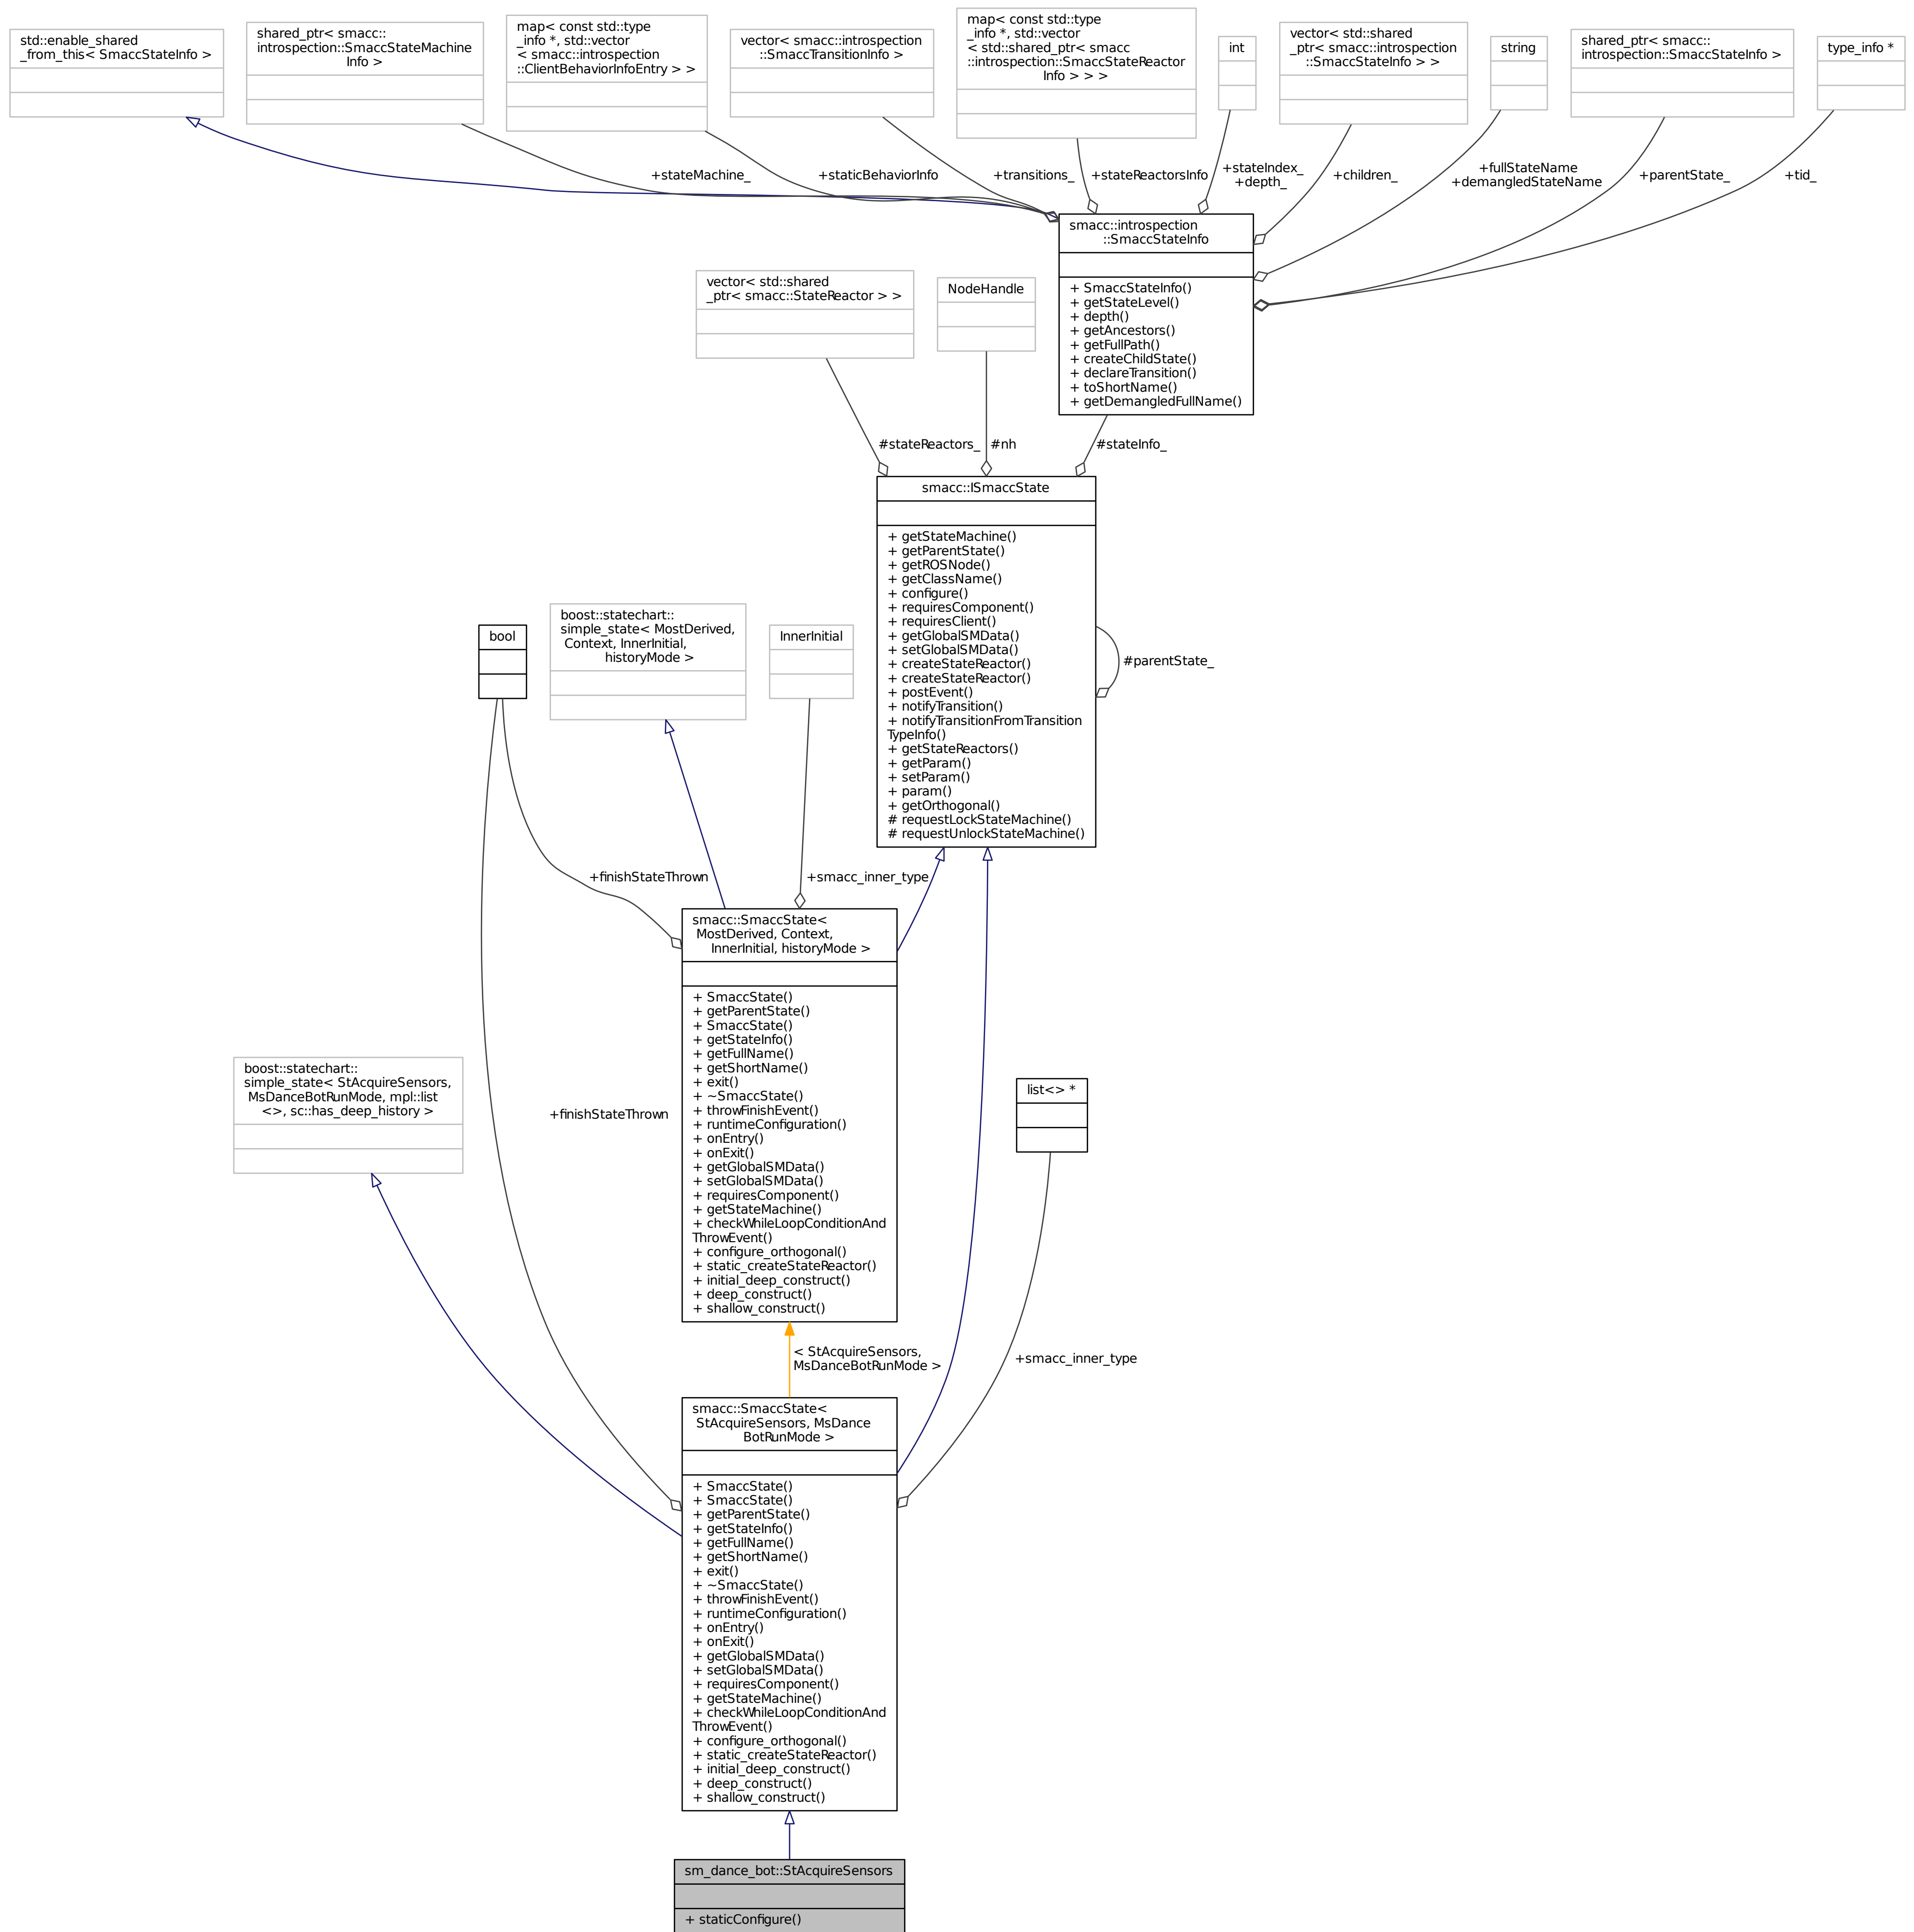 std::enable_shared
_from_this< SmaccStateInfo >
shared_ptr< smacc::
introspection::SmaccStateMachine
Info >
map< const std::type
_info *, std::vector
< smacc::introspection
::ClientBehaviorInfoEntry > >
vector< smacc::introspection
::SmaccTransitionInfo >
map< const std::type
_info *, std::vector
< std::shared_ptr< smacc
::introspection::SmaccStateReactor
Info > > >
int
vector< std::shared
_ptr< smacc::introspection
::SmaccStateInfo > >
string
shared_ptr< smacc::
introspection::SmaccStateInfo >
type_info *
+stateMachine_
+staticBehaviorInfo
+transitions_
+stateReactorsInfo
+stateIndex_
+depth_
+children_
+fullStateName
+demangledStateName
+parentState_
+tid_
smacc::introspection
::SmaccStateInfo
+ SmaccStateInfo()
+ getStateLevel()
+ depth()
+ getAncestors()
+ getFullPath()
+ createChildState()
+ declareTransition()
+ toShortName()
+ getDemangledFullName()
vector< std::shared
_ptr< smacc::StateReactor > >
NodeHandle
#stateReactors_
#nh
#stateInfo_
smacc::ISmaccState
+ getStateMachine()
+ getParentState()
+ getROSNode()
+ getClassName()
+ configure()
+ requiresComponent()
+ requiresClient()
+ getGlobalSMData()
+ setGlobalSMData()
+ createStateReactor()
+ createStateReactor()
+ postEvent()
+ notifyTransition()
+ notifyTransitionFromTransition
TypeInfo()
+ getStateReactors()
+ getParam()
+ setParam()
+ param()
+ getOrthogonal()
# requestLockStateMachine()
# requestUnlockStateMachine()
#parentState_
bool
boost::statechart::
simple_state< MostDerived,
Context, InnerInitial,
historyMode >
InnerInitial
+finishStateThrown
+smacc_inner_type
smacc::SmaccState<
MostDerived, Context,
InnerInitial, historyMode >
+ SmaccState()
+ getParentState()
+ SmaccState()
+ getStateInfo()
+ getFullName()
+ getShortName()
+ exit()
+ ~SmaccState()
+ throwFinishEvent()
+ runtimeConfiguration()
+ onEntry()
+ onExit()
+ getGlobalSMData()
+ setGlobalSMData()
+ requiresComponent()
+ getStateMachine()
+ checkWhileLoopConditionAnd
ThrowEvent()
+ configure_orthogonal()
+ static_createStateReactor()
+ initial_deep_construct()
+ deep_construct()
+ shallow_construct()
boost::statechart::
simple_state< StAcquireSensors,
MsDanceBotRunMode, mpl::list
<>, sc::has_deep_history >
+finishStateThrown
list<> *
< StAcquireSensors,
MsDanceBotRunMode >
+smacc_inner_type
smacc::SmaccState<
StAcquireSensors, MsDance
BotRunMode >
+ SmaccState()
+ SmaccState()
+ getParentState()
+ getStateInfo()
+ getFullName()
+ getShortName()
+ exit()
+ ~SmaccState()
+ throwFinishEvent()
+ runtimeConfiguration()
+ onEntry()
+ onExit()
+ getGlobalSMData()
+ setGlobalSMData()
+ requiresComponent()
+ getStateMachine()
+ checkWhileLoopConditionAnd
ThrowEvent()
+ configure_orthogonal()
+ static_createStateReactor()
+ initial_deep_construct()
+ deep_construct()
+ shallow_construct()
sm_dance_bot::StAcquireSensors
+ staticConfigure()